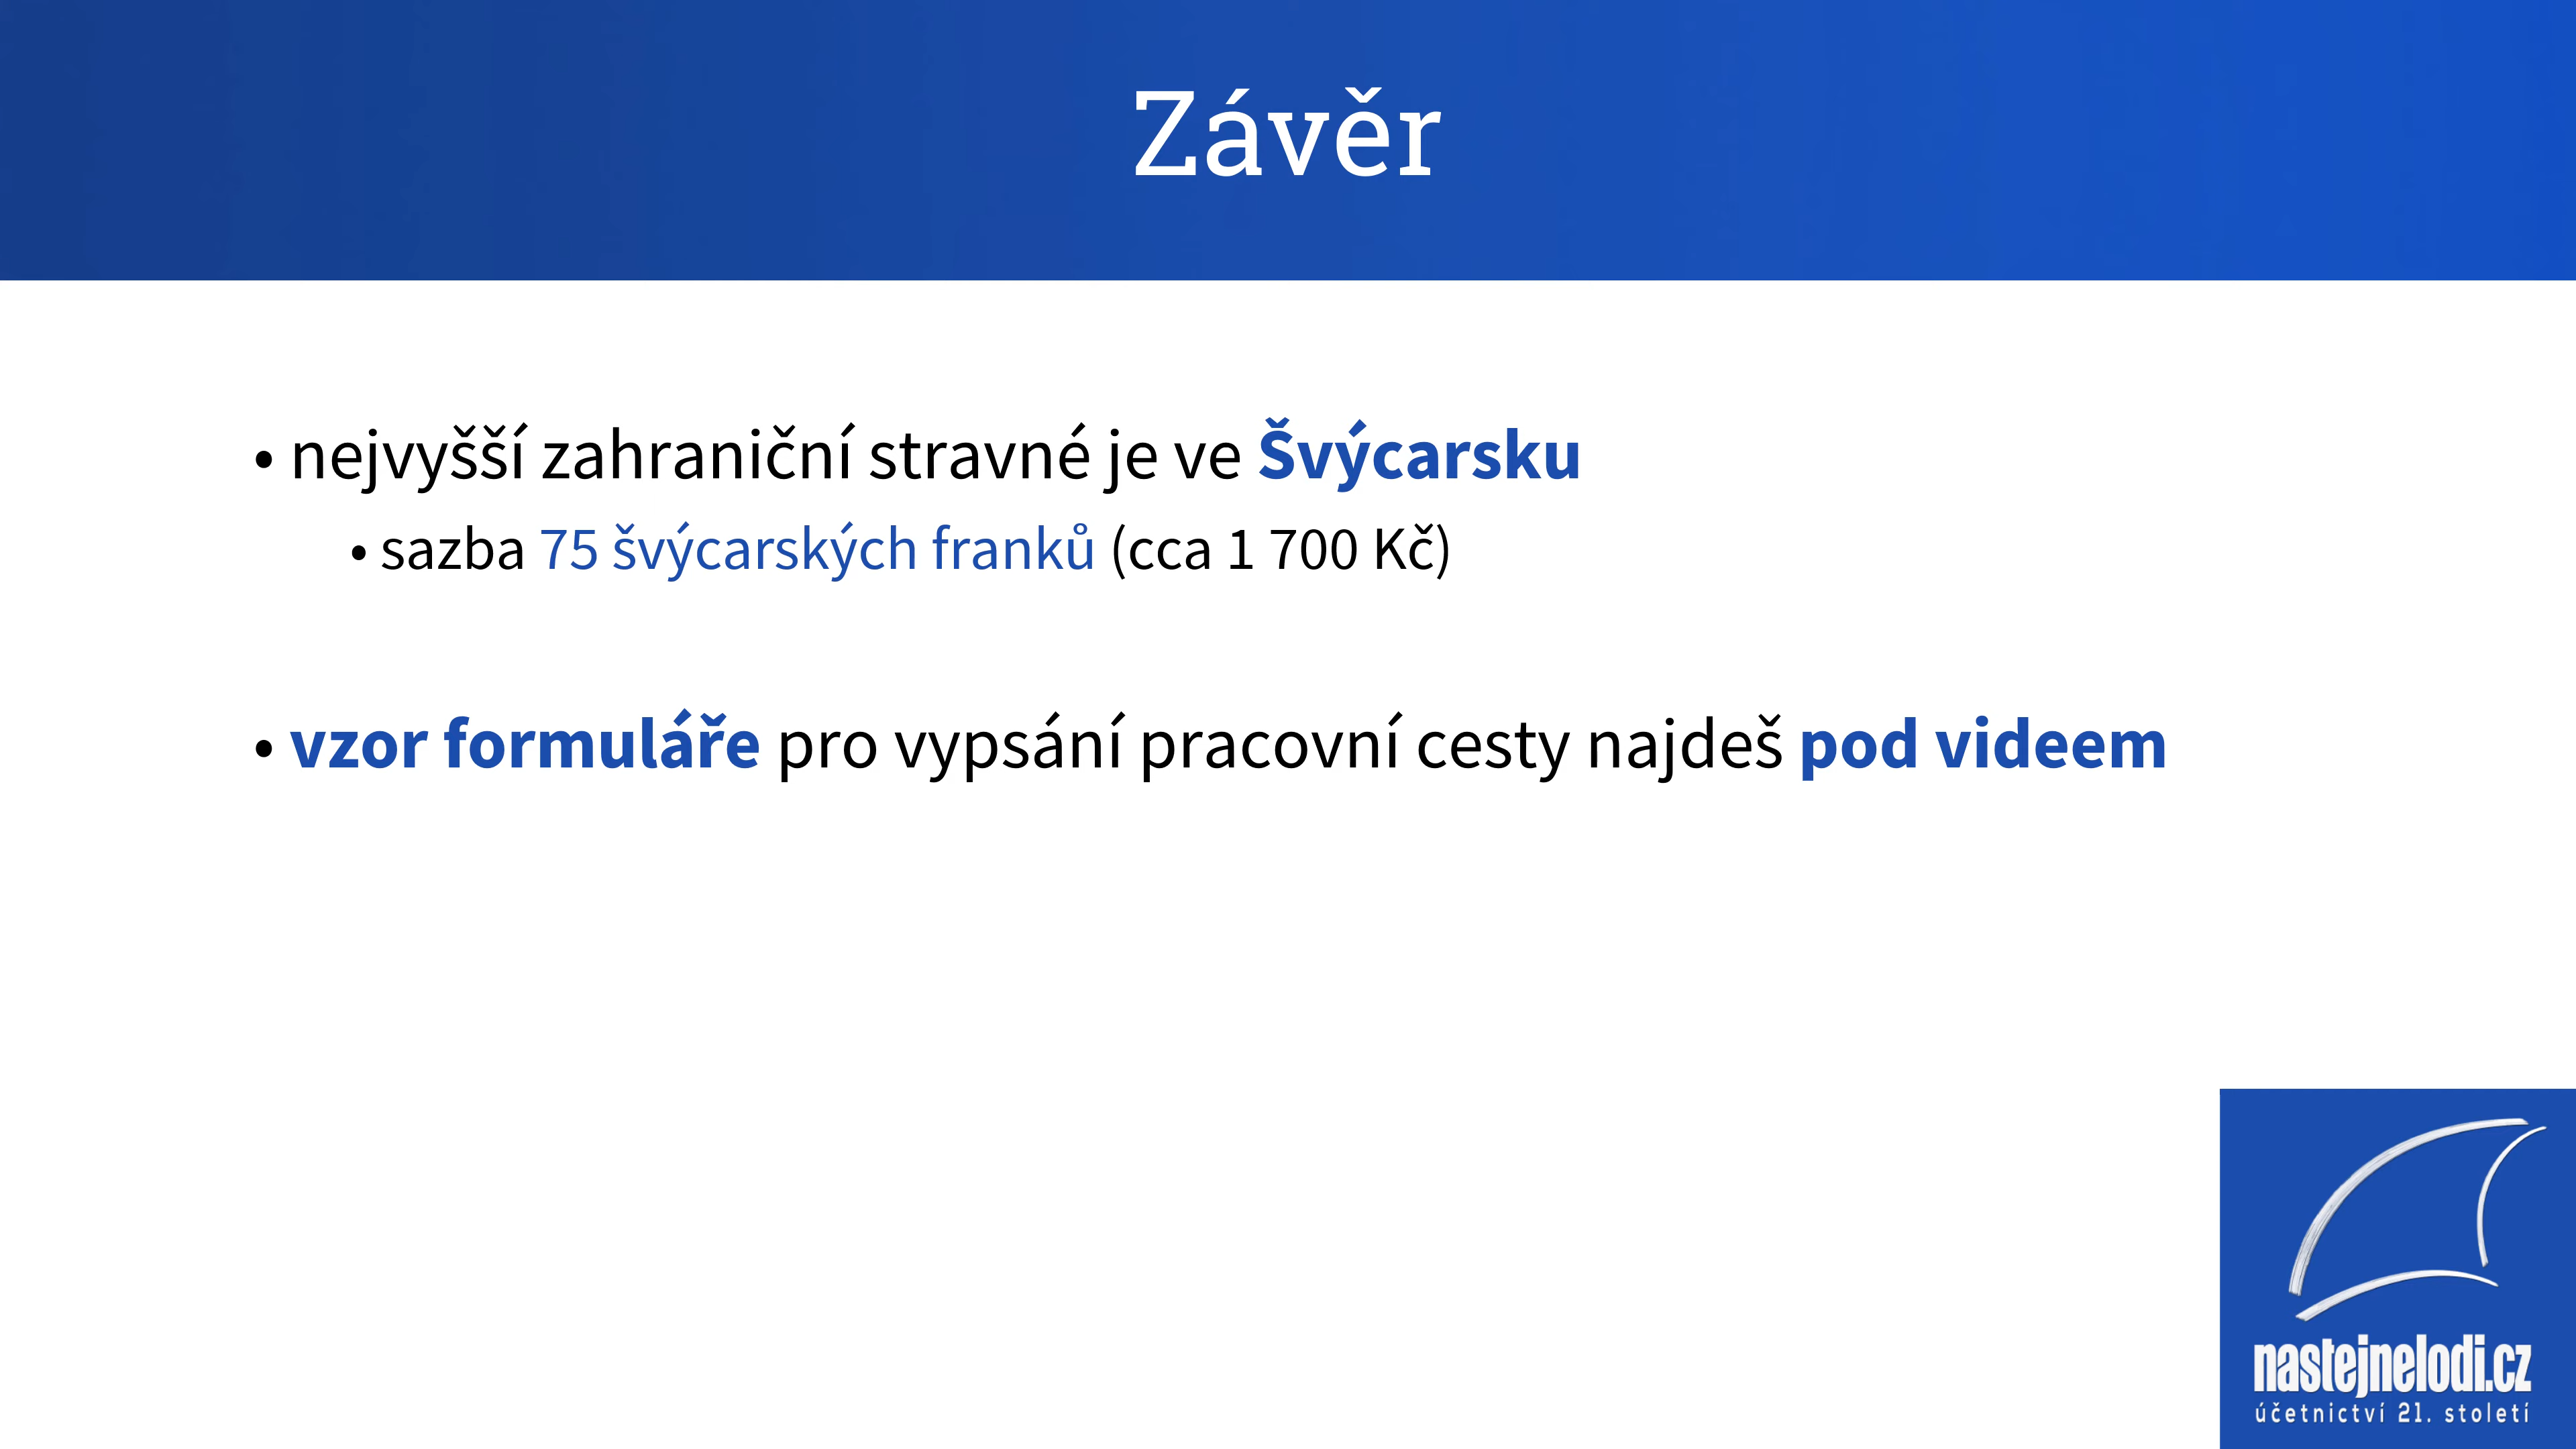 Závěr
• nejvyšší zahraniční stravné je ve Švýcarsku
• sazba 75 švýcarských franků (cca 1 700 Kč)
• vzor formuláře pro vypsání pracovní cesty najdeš pod videem
nastejnelodi.cz
účetnictví 21. století